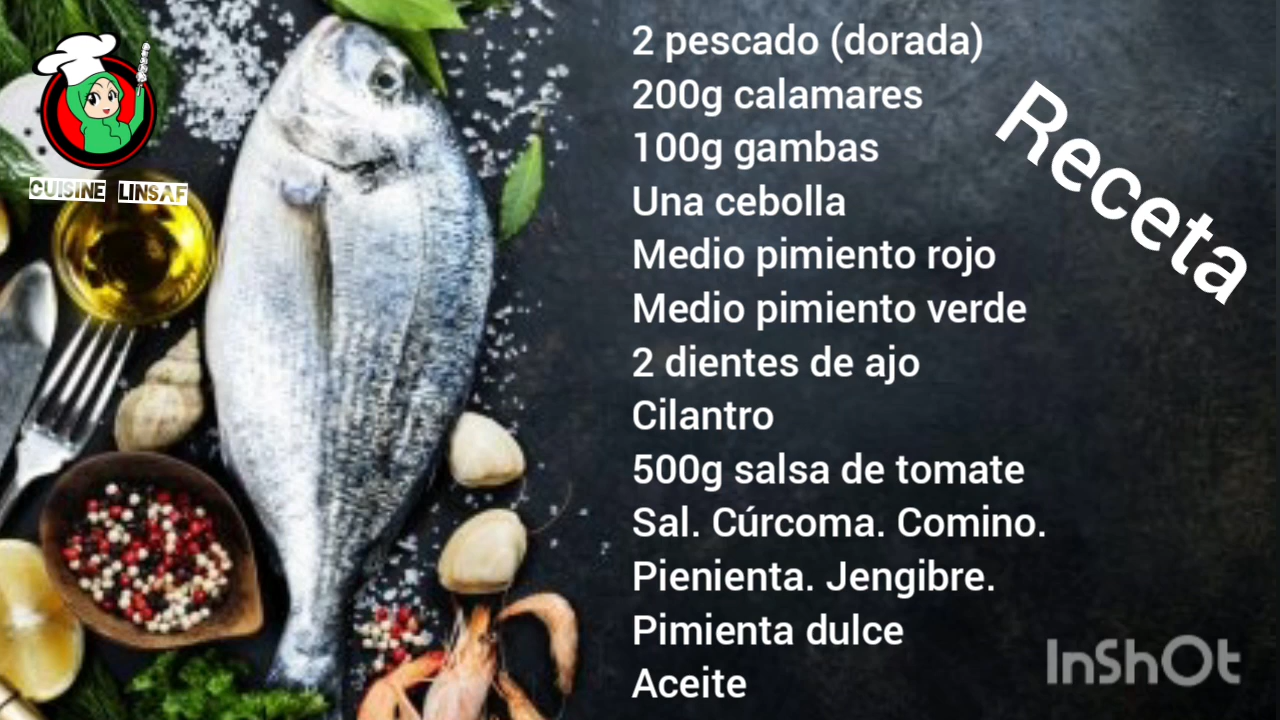 CUISINE LINSAF
2 pescado (dorada)
200g calamares
100g gambas
Una cebolla
Medio pimiento rojo
Medio pimiento verde
2 dientes de ajo
Cilantro
500g salsa de tomate
Sal. Cúrcoma. Comino.
Pienienta. Jengibre.
Pimienta dulce
Aceite
Receta
InShOt